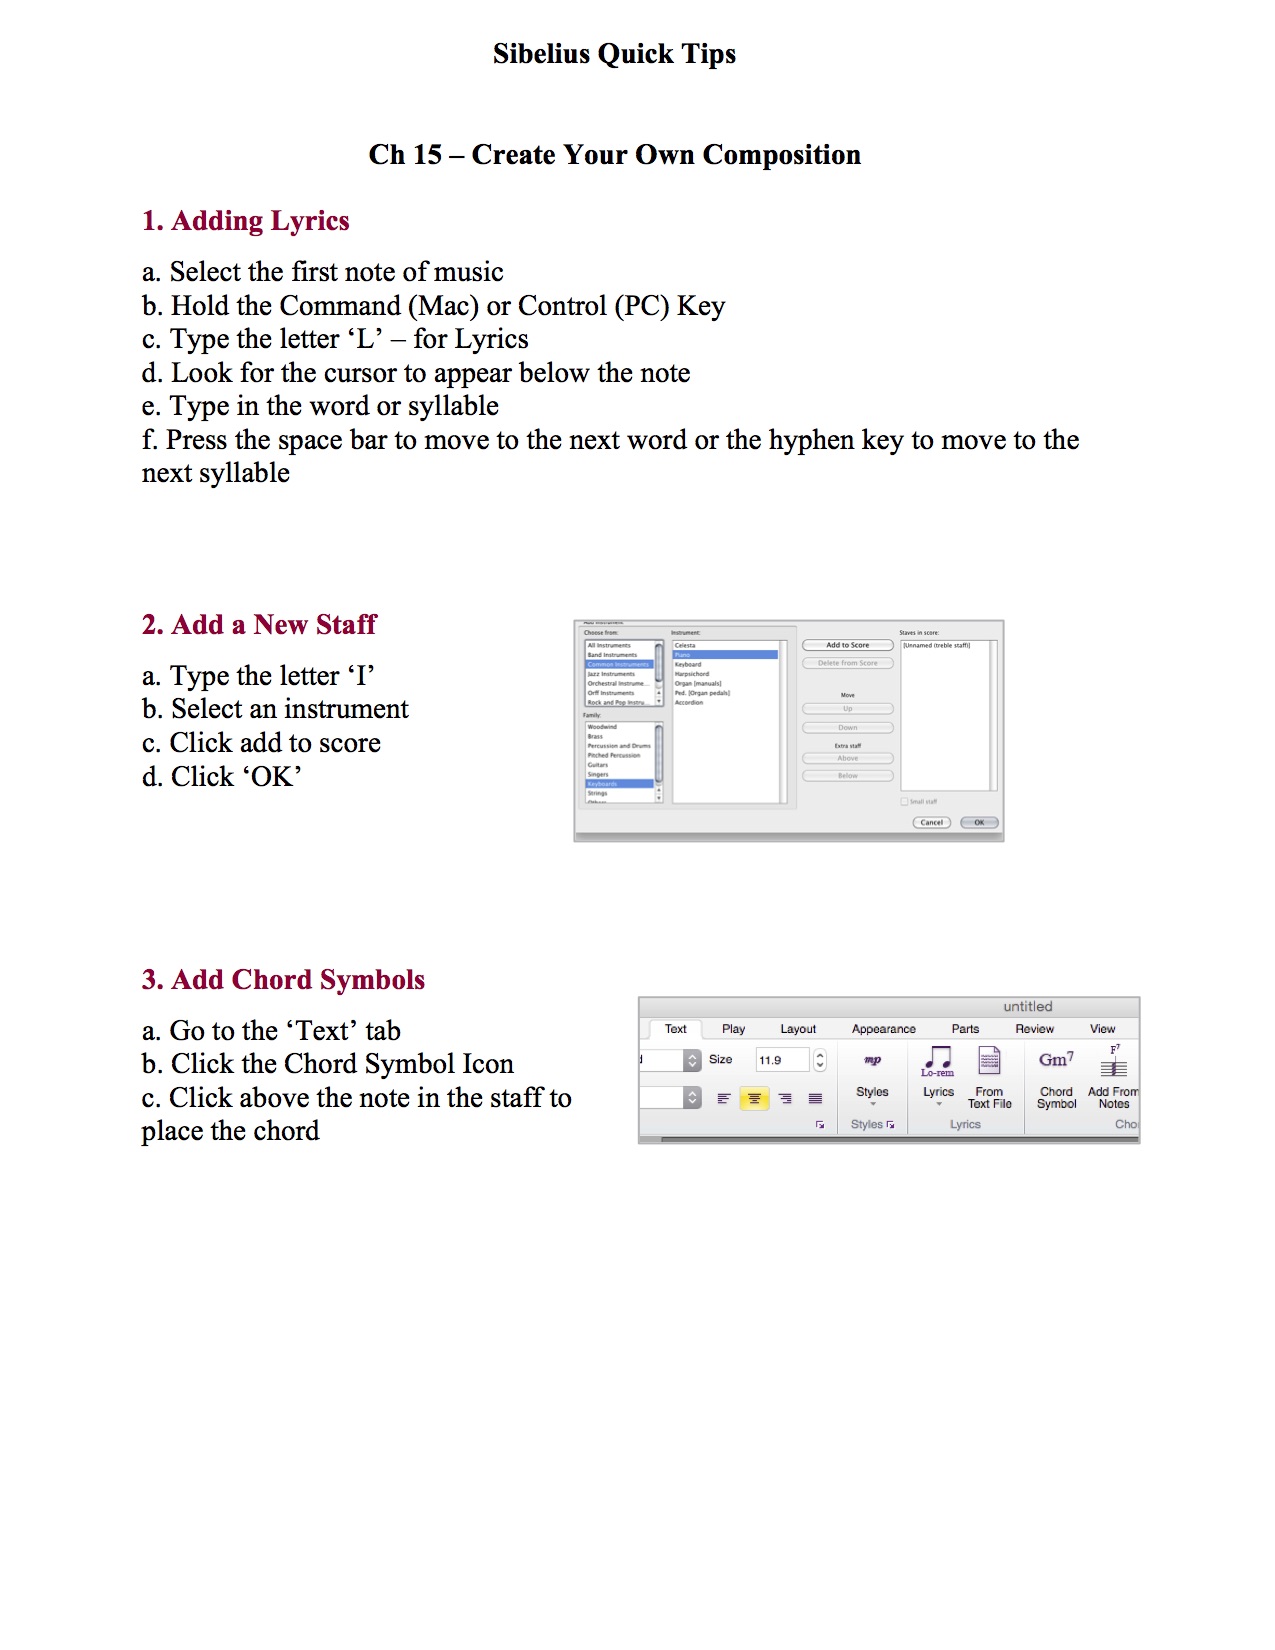 Sibelius Quick Tips
Ch 15 – Create Your Own Composition
1. Adding Lyrics
a. Select the first note of music
b. Hold the Command (Mac) or Control (PC) Key
c. Type the letter ‘L’ – for Lyrics
d. Look for the cursor to appear below the note
e. Type in the word or syllable
f. Press the space bar to move to the next word or the hyphen key to move to the
next syllable
2. Add a New Staff
a. Type the letter ‘I’
b. Select an instrument
c. Click add to score
d. Click ‘OK’
Choose from:
All Instruments
Band Instruments
Common Instruments
Jazz Instruments
Orchestral Instrume...
Orff Instruments
Rock and Pop Instru...
Family:
Woodwind
Brass
Percussion and Drums
Pitched Percussion
Guitars
Singers
Keyboards
Strings
Others
Instrument:
Celesta
Piano
Keyboard
Harpsichord
Organ [manuals]
Ped. [Organ pedals]
Accordion
Add to Score
Delete from Score
Move
Up
Down
Extra staff
Above
Below
Staves in score:
[Unnamed (treble staff)]
Small staff
Cancel OK
3. Add Chord Symbols
a. Go to the ‘Text’ tab
b. Click the Chord Symbol Icon
c. Click above the note in the staff to
place the chord
untitled
Text Play Layout Appearance Parts Review View
Size 11.9
mp
Lo-rem
Gm7
F7
Styles Lyrics From Chord Add From
Text File Symbol Notes
Styles Lyrics Cho